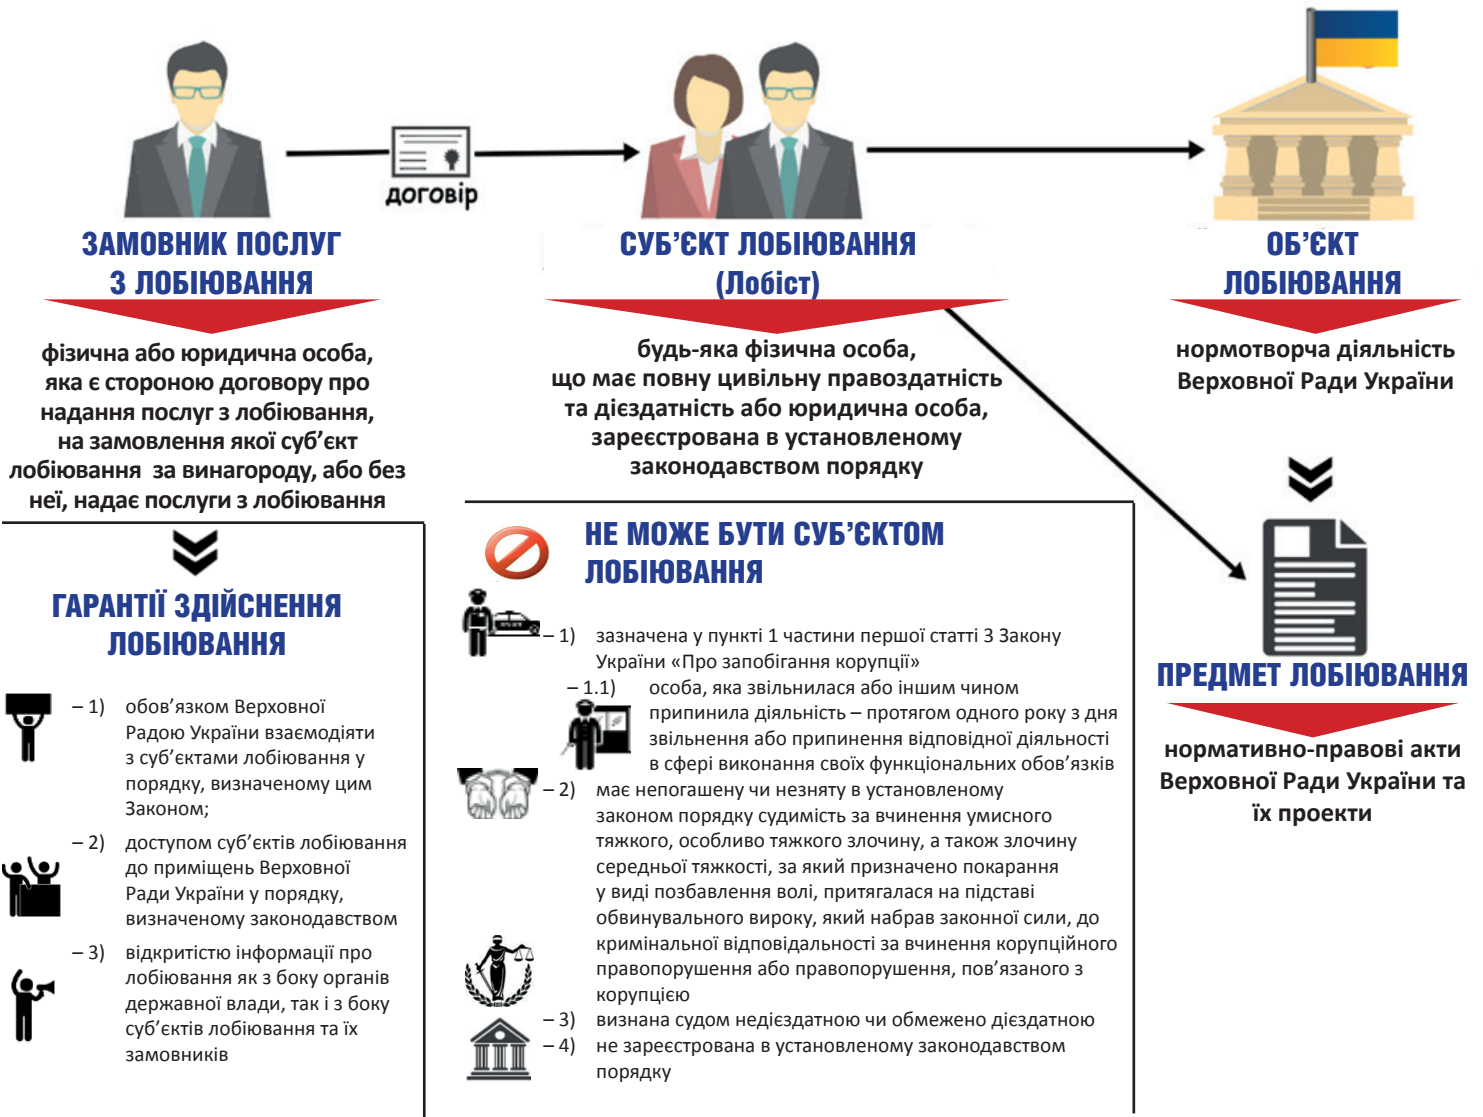 договір
ЗАМОВНИК ПОСЛУГ
З ЛОБІЮВАННЯ
фізична або юридична особа,
яка є стороною договору про
надання послуг з лобіювання,
на замовлення якої суб’єкт
лобіювання за винагороду, або без
неї, надає послуги з лобіювання
ГАРАНТІЇ ЗДІЙСНЕННЯ
ЛОБІЮВАННЯ
– 1) обов’язком Верховної
Радою України взаємодіяти
з суб’єктами лобіювання у
порядку, визначеному цим
Законом;
– 2) доступом суб’єктів лобіювання
до приміщень Верховної
Ради України у порядку,
визначеному законодавством
– 3) відкритістю інформації про
лобіювання як з боку органів
державної влади, так і з боку
суб’єктів лобіювання та їх
замовників
СУБ’ЄКТ ЛОБІЮВАННЯ
(Лобіст)
будь-яка фізична особа,
що має повну цивільну правоздатність
та дієздатність або юридична особа,
зареєстрована в установленому
законодавством порядку
НЕ МОЖЕ БУТИ СУБ’ЄКТОМ
ЛОБІЮВАННЯ
– 1) зазначена у пункті 1 частини першої статті 3 Закону
України «Про запобігання корупції»
– 1.1) особа, яка звільнилася або іншим чином
припинила діяльність – протягом одного року з дня
звільнення або припинення відповідної діяльності
в сфері виконання своїх функціональних обов’язків
– 2) має непогашену чи незняту в установленому
законом порядку судимість за вчинення умисного
тяжкого, особливо тяжкого злочину, а також злочину
середньої тяжкості, за який призначено покарання
у виді позбавлення волі, притягалася на підставі
обвинувального вироку, який набрав законної сили, до
кримінальної відповідальності за вчинення корупційного
правопорушення або правопорушення, пов’язаного з
корупцією
– 3) визнана судом недієздатною чи обмежено дієздатною
– 4) не зареєстрована в установленому законодавством
порядку
ОБ’ЄКТ
ЛОБІЮВАННЯ
нормотворча діяльність
Верховної Ради України
ПРЕДМЕТ ЛОБІЮВАННЯ
нормативно-правові акти
Верховної Ради України та
їх проекти